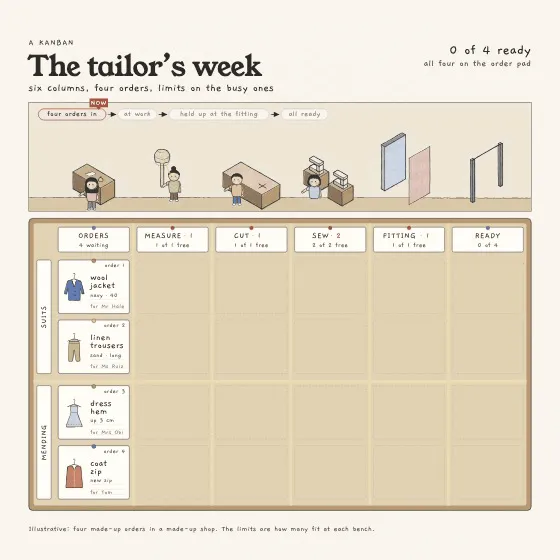 A KANBAN
The tailor's week
six columns, four orders, limits on the busy ones
0 of 4 ready
all four on the order pad
NOW
four orders in
at work
held up at the fitting
all ready
ORDERS
4 waiting
MEASURE · 1
1 of 1 free
CUT · 1
1 of 1 free
SEW · 2
2 of 2 free
FITTING · 1
1 of 1 free
READY
0 of 4
SUITS
order 1
wool
jacket
navy · 40
for Mr Hale
order 2
linen
trousers
sand · long
for Ms Roia
MENDING
order 3
dress
hem
up 3 cm
for Mrs Obi
order 4
coat
zip
new zip
for Tom
Illustrative: four made-up orders in a made-up shop. The limits are how many fit at each bench.